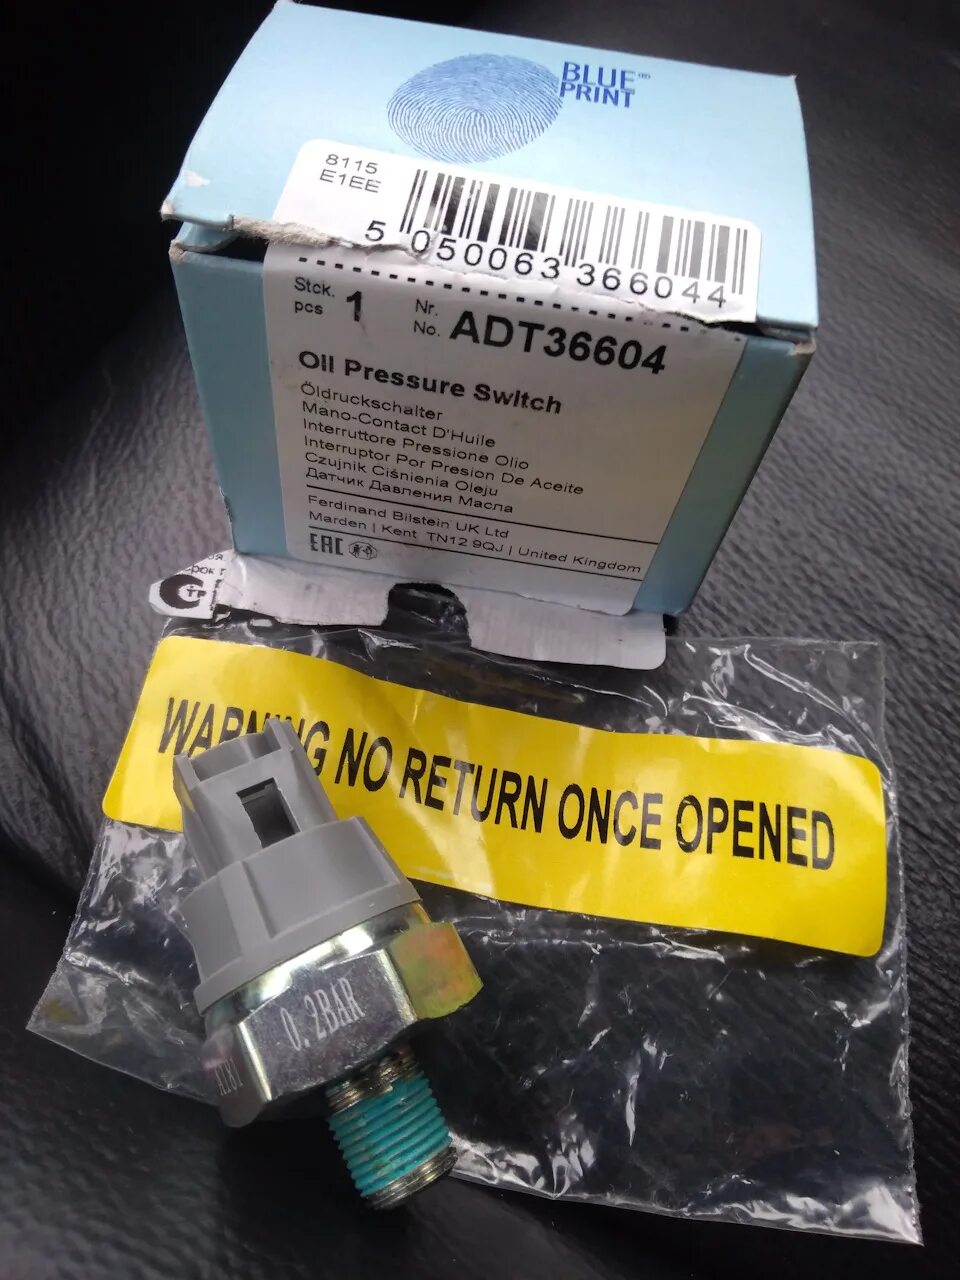 BLUE®
PRINT
8115
E1EE
5 050063 366044
Stck.
pcs 1
Nr.
No. ADT36604
Oil Pressure Switch
Öldruckschalter
Mano-Contact D'Huile
Interruttore Pressione Olio
Interruptor Por Presion De Aceite
Czujnik Ciśnienia Oleju
Датчик Давления Масла
Ferdinand Bilstein UK Ltd
Marden | Kent TN12 9QJ | United Kingdom
EAC
WARNING NO RETURN ONCE OPENED
0.2BAR